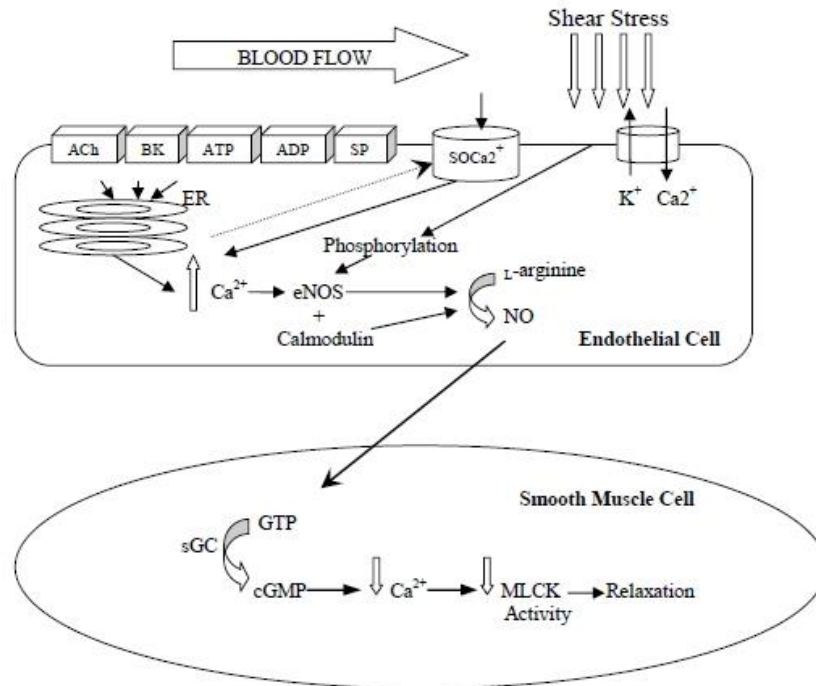 Shear Stress
BLOOD FLOW
ACh BK ATP ADP SP
SOCa2⁺
ER
K⁺ Ca2⁺
Phosphorylation
Ca²⁺ eNOS
+
Calmodulin
L-arginine
NO
Endothelial Cell
Smooth Muscle Cell
GTP
sGC
cGMP Ca²⁺ MLCK Relaxation
Activity